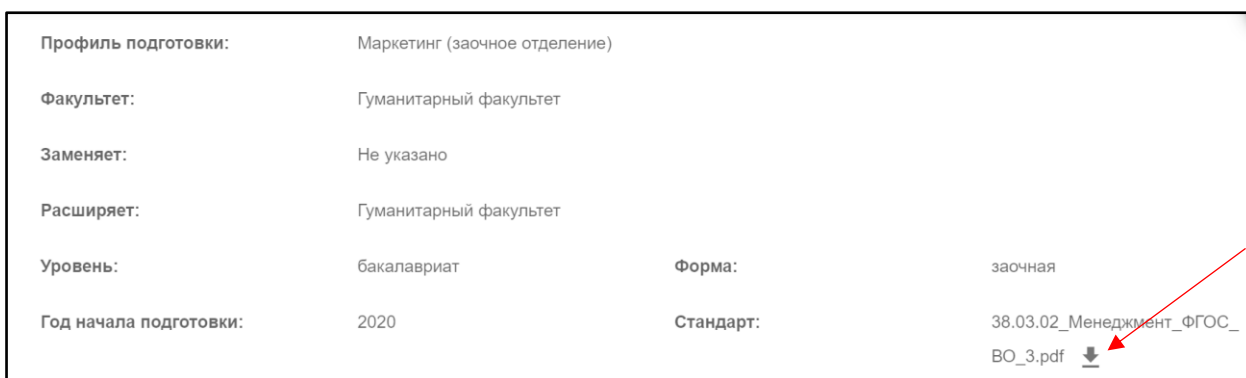 Профиль подготовки: Маркетинг (заочное отделение)
Факультет: Гуманитарный факультет
Заменяет: Не указано
Расширяет: Гуманитарный факультет
Уровень: бакалавриат Форма: заочная
Год начала подготовки: 2020 Стандарт: 38.03.02_Менеджмент_ФГОС_
ВО_3.pdf